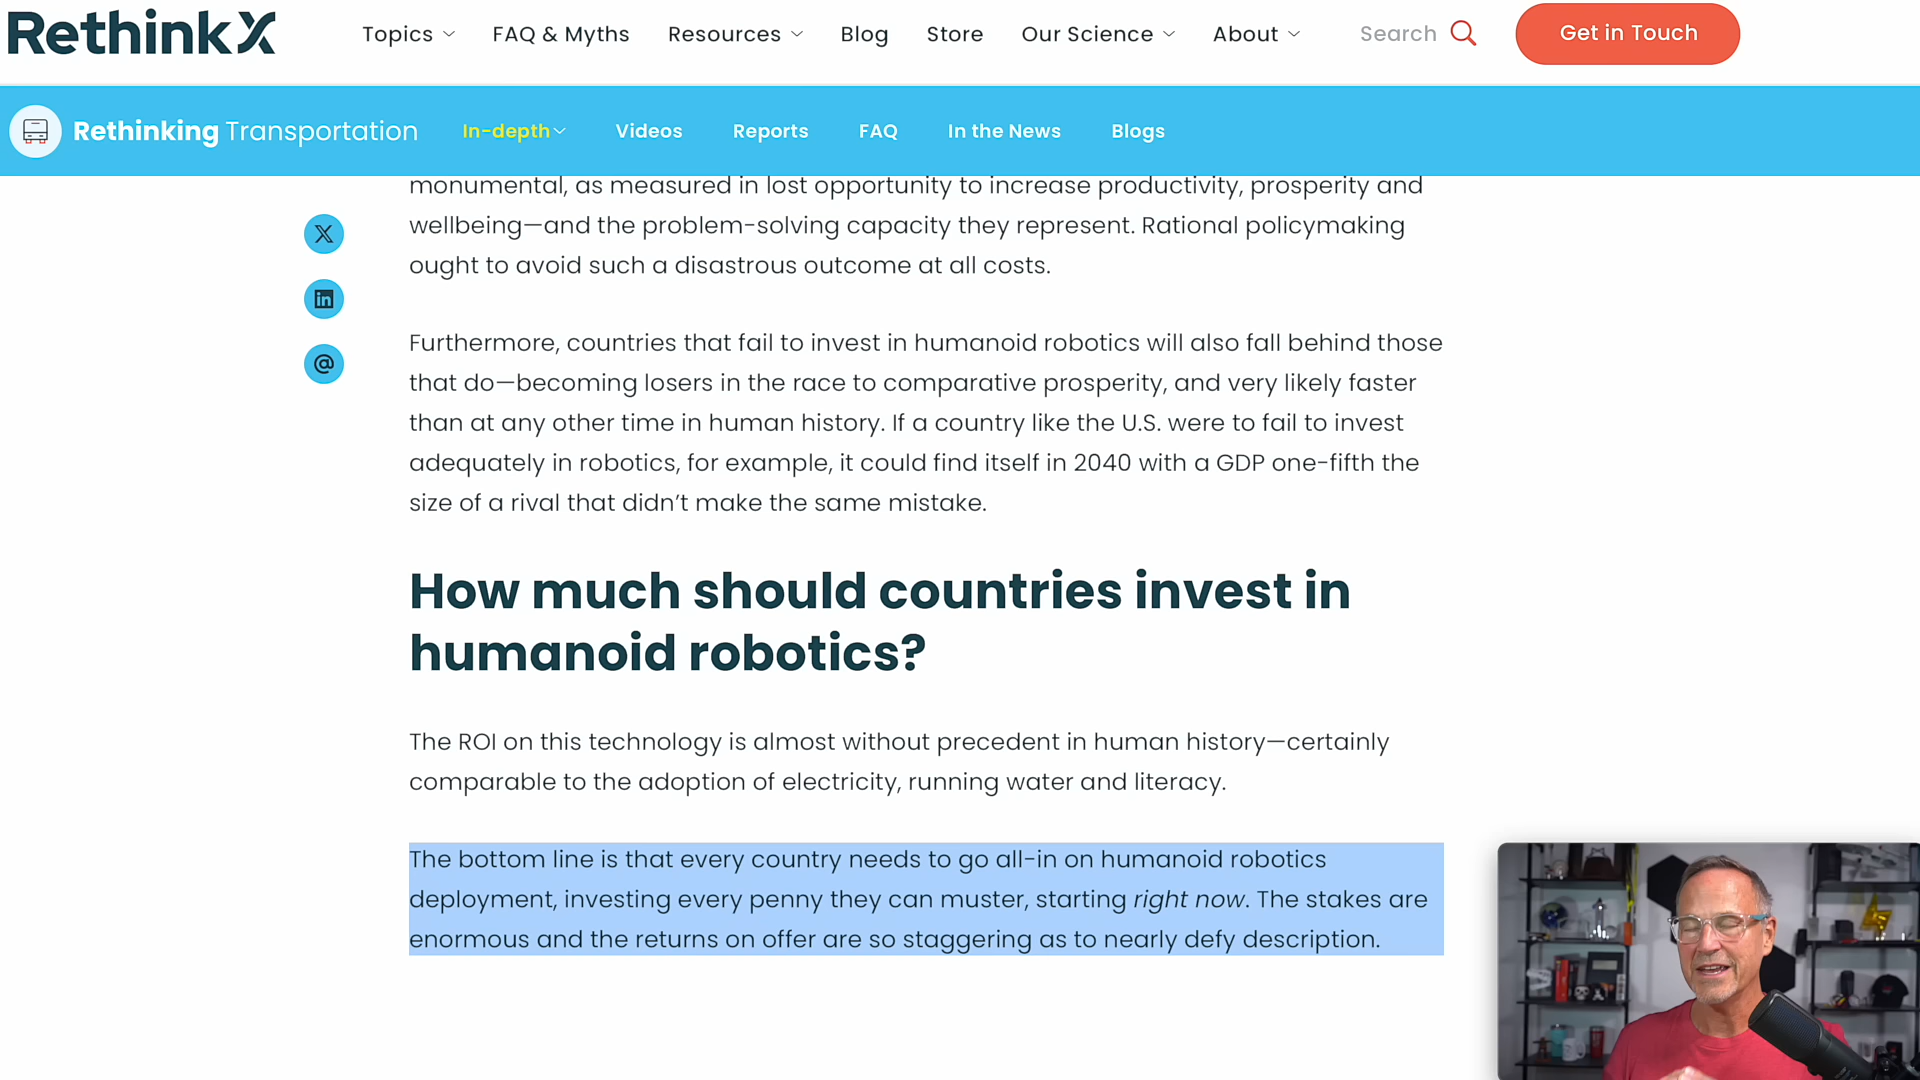 RethinkX
Topics
FAQ & Myths
Resources
Blog
Store
Our Science
About
Search
Get in Touch
Rethinking Transportation
In-depth
Videos
Reports
FAQ
In the News
Blogs
monumental, as measured in lost opportunity to increase productivity, prosperity and
wellbeing—and the problem-solving capacity they represent. Rational policymaking
ought to avoid such a disastrous outcome at all costs.
Furthermore, countries that fail to invest in humanoid robotics will also fall behind those
that do—becoming losers in the race to comparative prosperity, and very likely faster
than at any other time in human history. If a country like the U.S. were to fail to invest
adequately in robotics, for example, it could find itself in 2040 with a GDP one-fifth the
size of a rival that didn’t make the same mistake.
How much should countries invest in
humanoid robotics?
The ROI on this technology is almost without precedent in human history—certainly
comparable to the adoption of electricity, running water and literacy.
The bottom line is that every country needs to go all-in on humanoid robotics
deployment, investing every penny they can muster, starting right now. The stakes are
enormous and the returns on offer are so staggering as to nearly defy description.